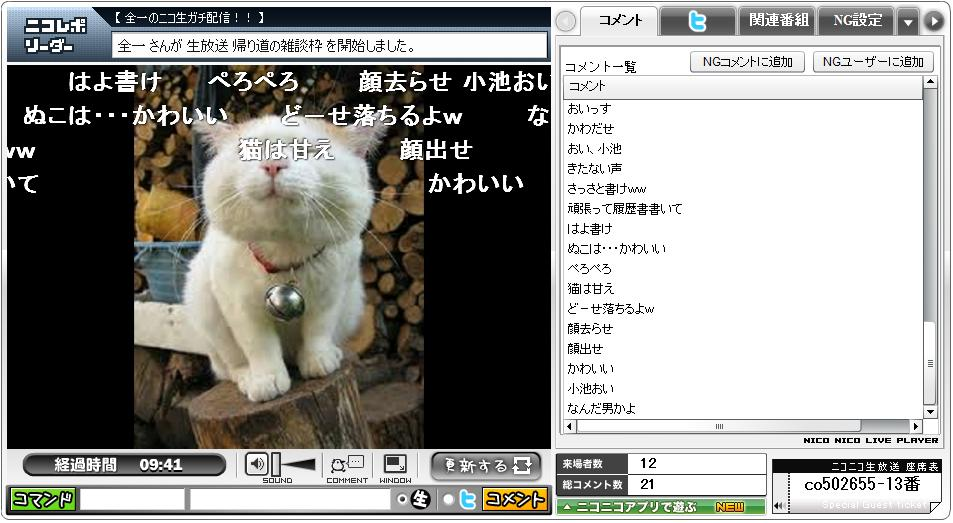 ニコレポリーダー
【 全一のニコ生ガチ配信！！ 】
全一 さんが 生放送 帰り道の雑談枠 を開始しました。
はよ書け ぺろぺろ 顔去らせ 小池おい
ぬこは・・・かわいい どーせ落ちるよw な
ww 猫は甘え 顔出せ
いて かわいい
経過時間 09:41
SOUND
COMMENT
WINDOW
更新する
コマンド
生
コメント
コメント
関連番組
NG設定
コメント一覧
NGコメントに追加
NGユーザーに追加
コメント
おいっす
かわだせ
おい、小池
きたない声
さっさと書けww
頑張って履歴書書いて
はよ書け
ぬこは・・・かわいい
ぺろぺろ
猫は甘え
どーせ落ちるよw
顔去らせ
顔出せ
かわいい
小池おい
なんだ男かよ
NICO NICO LIVE PLAYER
来場者数 12
総コメント数 21
ニコニコアプリで遊ぶ NEW
ニコニコ生放送 座席表
co502655-13番
Special Guest Ticket